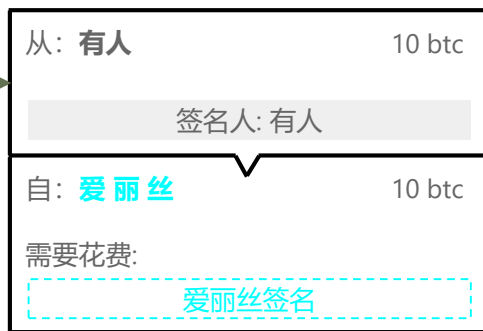 从：有人 10 btc
签名人: 有人
自：爱 丽 丝 10 btc
需要花费:
爱丽丝签名